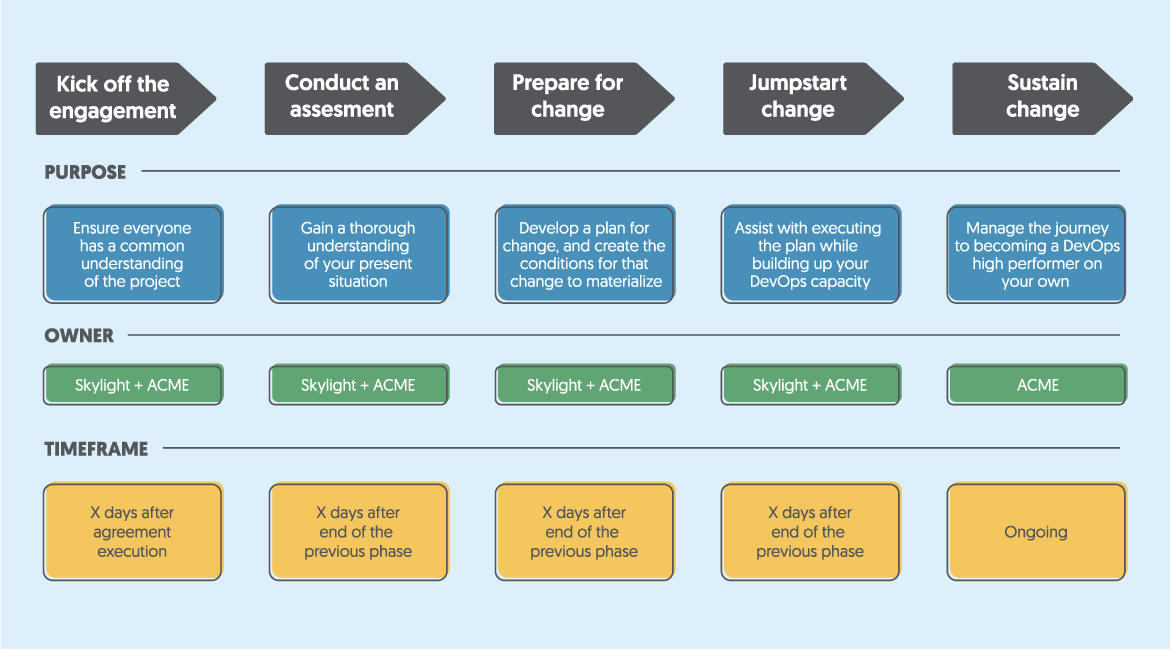 Kick off the
engagement
Conduct an
assesment
Prepare for
change
Jumpstart
change
Sustain
change
PURPOSE
Ensure everyone
has a common
understanding
of the project
Gain a thorough
understanding
of your present
situation
Develop a plan for
change, and create the
conditions for that
change to materialize
Assist with executing
the plan while
building up your
DevOps capacity
Manage the journey
to becoming a DevOps
high performer on
your own
OWNER
Skylight + ACME
Skylight + ACME
Skylight + ACME
Skylight + ACME
ACME
TIMEFRAME
X days after
agreement
execution
X days after
end of the
previous phase
X days after
end of the
previous phase
X days after
end of the
previous phase
Ongoing